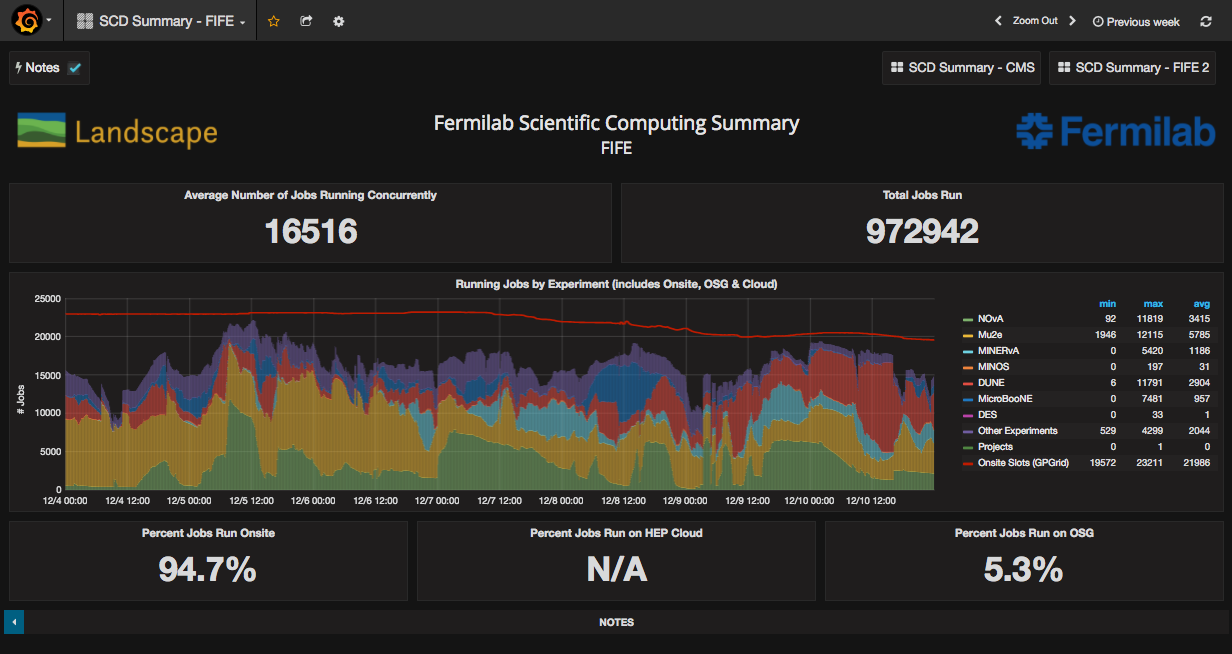 SCD Summary - FIFE
Zoom Out
Previous week
Notes
SCD Summary - CMS
SCD Summary - FIFE 2
Landscape
Fermilab Scientific Computing Summary
FIFE
Fermilab
Average Number of Jobs Running Concurrently
16516
Total Jobs Run
972942
Running Jobs by Experiment (includes Onsite, OSG & Cloud)
# Jobs
25000
20000
15000
10000
5000
0
12/4 00:00 12/4 12:00 12/5 00:00 12/5 12:00 12/6 00:00 12/6 12:00 12/7 00:00 12/7 12:00 12/8 00:00 12/8 12:00 12/9 00:00 12/9 12:00 12/10 00:00 12/10 12:00
min max avg
NOvA 92 11819 3415
Mu2e 1946 12115 5785
MINERvA 0 5420 1186
MINOS 0 197 31
DUNE 6 11791 2904
MicroBooNE 0 7481 957
DES 0 33 1
Other Experiments 529 4299 2044
Projects 0 1 0
Onsite Slots (GPGrid) 19572 23211 21986
Percent Jobs Run Onsite
94.7%
Percent Jobs Run on HEP Cloud
N/A
Percent Jobs Run on OSG
5.3%
NOTES